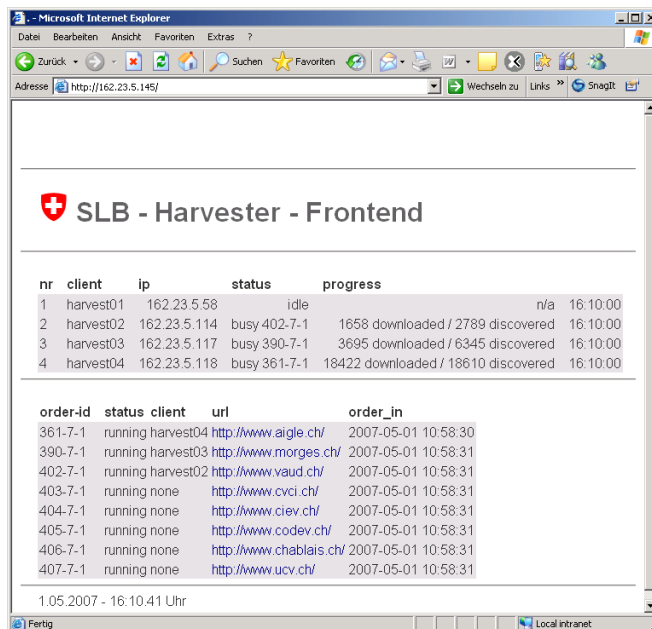 . - Microsoft Internet Explorer
Datei Bearbeiten Ansicht Favoriten Extras ?
Zurück Suchen Favoriten
Adresse http://162.23.5.145/ Wechseln zu Links » SnagIt
SLB - Harvester - Frontend
nr client ip status progress
1 harvest01 162.23.5.58 idle n/a 16:10:00
2 harvest02 162.23.5.114 busy 402-7-1 1658 downloaded / 2789 discovered 16:10:00
3 harvest03 162.23.5.117 busy 390-7-1 3695 downloaded / 6345 discovered 16:10:00
4 harvest04 162.23.5.118 busy 361-7-1 18422 downloaded / 18610 discovered 16:10:00
order-id status client url order_in
361-7-1 running harvest04 http://www.aigle.ch/ 2007-05-01 10:58:30
390-7-1 running harvest03 http://www.morges.ch/ 2007-05-01 10:58:31
402-7-1 running harvest02 http://www.vaud.ch/ 2007-05-01 10:58:31
403-7-1 running none http://www.cvci.ch/ 2007-05-01 10:58:31
404-7-1 running none http://www.ciev.ch/ 2007-05-01 10:58:31
405-7-1 running none http://www.codev.ch/ 2007-05-01 10:58:31
406-7-1 running none http://www.chablais.ch/ 2007-05-01 10:58:31
407-7-1 running none http://www.ucv.ch/ 2007-05-01 10:58:31
1.05.2007 - 16:10.41 Uhr
Fertig Local intranet